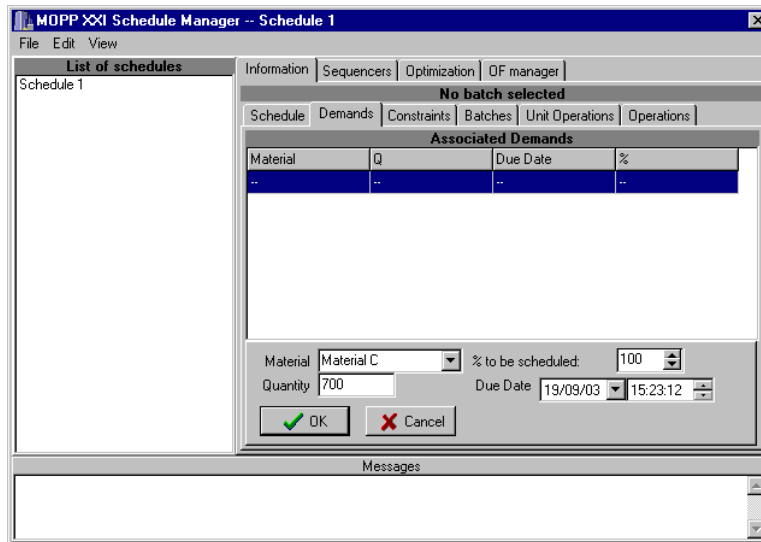 MOPP XXI Schedule Manager -- Schedule 1
File Edit View
List of schedules
Schedule 1
Information Sequencers Optimization OF manager
No batch selected
Schedule Demands Constraints Batches Unit Operations Operations
Associated Demands
Material Q Due Date %
-- -- -- --
Material Material C % to be scheduled: 100
Quantity 700 Due Date 19/09/03 15:23:12
OK Cancel
Messages